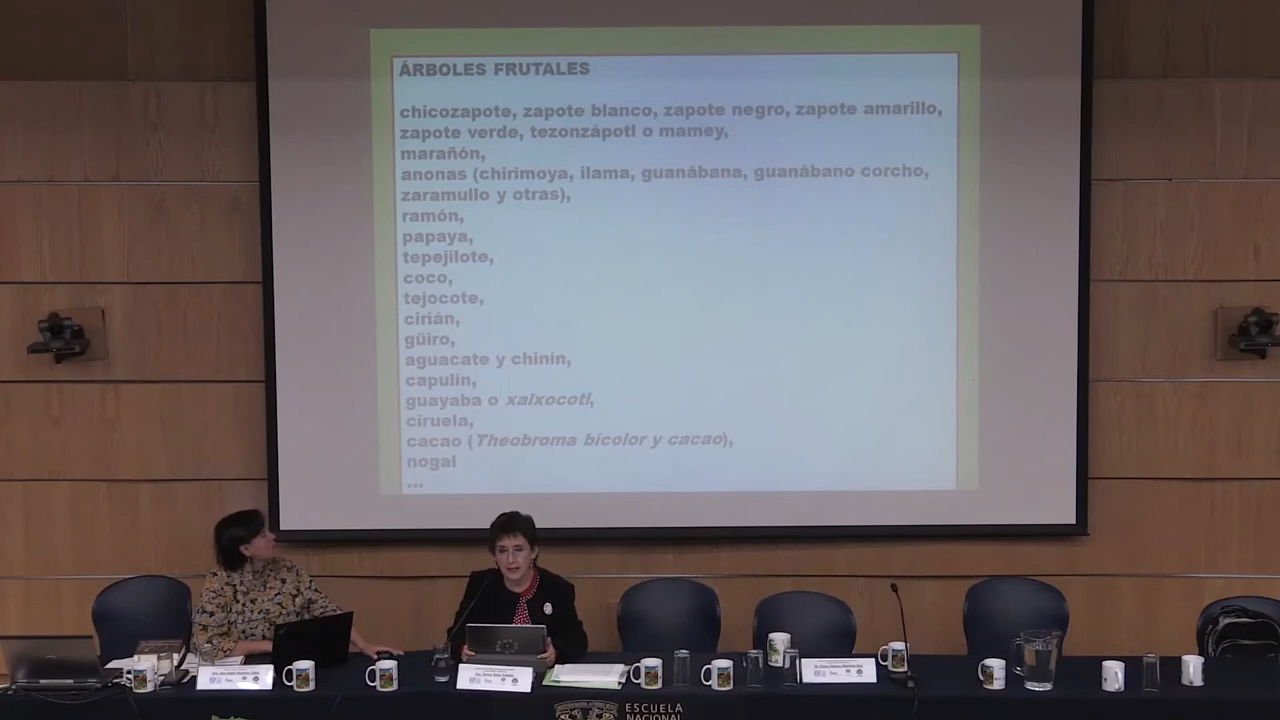 ÁRBOLES FRUTALES
chicozapote, zapote blanco, zapote negro, zapote amarillo,
zapote verde, tezonzápotl o mamey,
marañón,
anonas (chirimoya, ilama, guanábana, guanábano corcho,
zaramullo y otras),
ramón,
papaya,
tepejilote,
coco,
tejocote,
cirián,
güiro,
aguacate y chinin,
capulín,
guayaba o xalxocotl,
ciruela,
cacao (Theobroma bicolor y cacao),
nogal
...
ESCUELA
NACIONAL